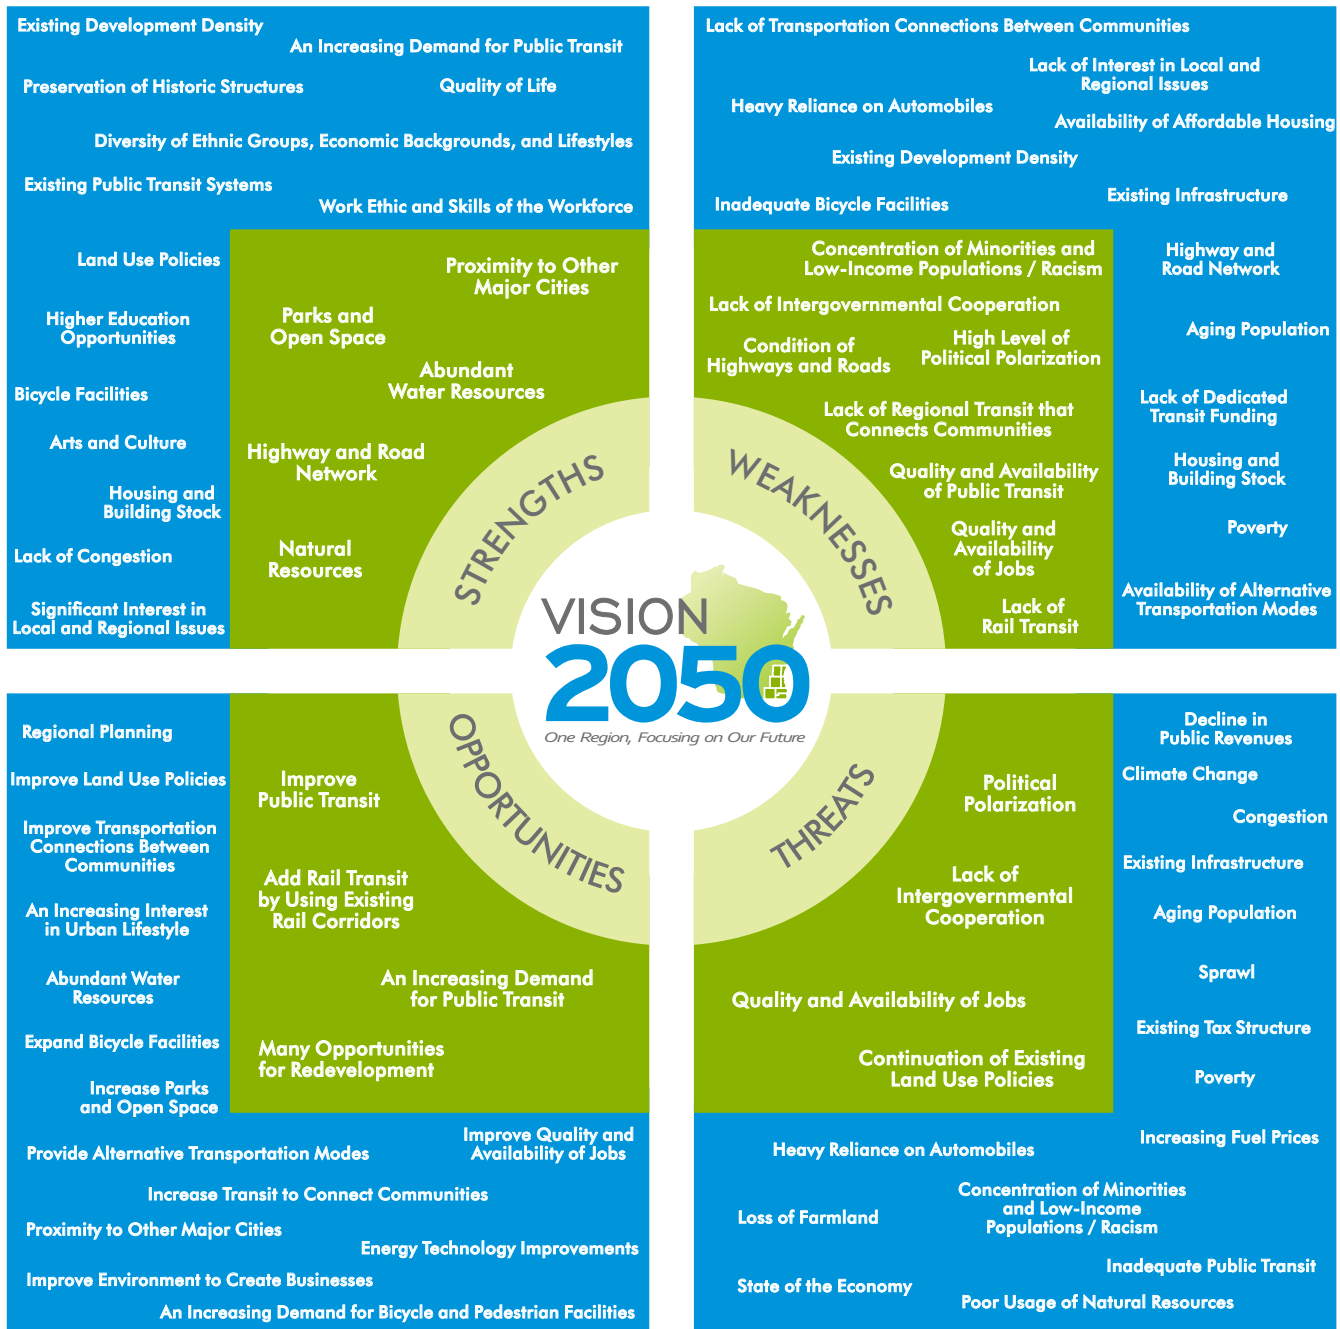 Existing Development Density
An Increasing Demand for Public Transit
Preservation of Historic Structures
Quality of Life
Diversity of Ethnic Groups, Economic Backgrounds, and Lifestyles
Existing Public Transit Systems
Work Ethic and Skills of the Workforce
Land Use Policies
Higher Education
Opportunities
Bicycle Facilities
Arts and Culture
Housing and
Building Stock
Lack of Congestion
Significant Interest in
Local and Regional Issues
Proximity to Other
Major Cities
Parks and
Open Space
Abundant
Water Resources
Highway and Road
Network
Natural
Resources
STRENGTHS
Lack of Transportation Connections Between Communities
Lack of Interest in Local and
Regional Issues
Heavy Reliance on Automobiles
Availability of Affordable Housing
Existing Development Density
Existing Infrastructure
Inadequate Bicycle Facilities
Highway and
Road Network
Aging Population
Lack of Dedicated
Transit Funding
Housing and
Building Stock
Poverty
Availability of Alternative
Transportation Modes
Concentration of Minorities and
Low-Income Populations / Racism
Lack of Intergovernmental Cooperation
Condition of
Highways and Roads
High Level of
Political Polarization
Lack of Regional Transit that
Connects Communities
Quality and Availability
of Public Transit
Quality and
Availability
of Jobs
Lack of
Rail Transit
WEAKNESSES
VISION
2050
One Region, Focusing on Our Future
OPPORTUNITIES
Regional Planning
Improve Land Use Policies
Improve Transportation
Connections Between
Communities
An Increasing Interest
in Urban Lifestyle
Abundant Water
Resources
Expand Bicycle Facilities
Increase Parks
and Open Space
Improve
Public Transit
Add Rail Transit
by Using Existing
Rail Corridors
An Increasing Demand
for Public Transit
Many Opportunities
for Redevelopment
Improve Quality and
Availability of Jobs
Provide Alternative Transportation Modes
Increase Transit to Connect Communities
Proximity to Other Major Cities
Energy Technology Improvements
Improve Environment to Create Businesses
An Increasing Demand for Bicycle and Pedestrian Facilities
THREATS
Political
Polarization
Lack of
Intergovernmental
Cooperation
Quality and Availability of Jobs
Continuation of Existing
Land Use Policies
Decline in
Public Revenues
Climate Change
Congestion
Existing Infrastructure
Aging Population
Sprawl
Existing Tax Structure
Poverty
Increasing Fuel Prices
Heavy Reliance on Automobiles
Concentration of Minorities
and Low-Income
Populations / Racism
Loss of Farmland
Inadequate Public Transit
State of the Economy
Poor Usage of Natural Resources